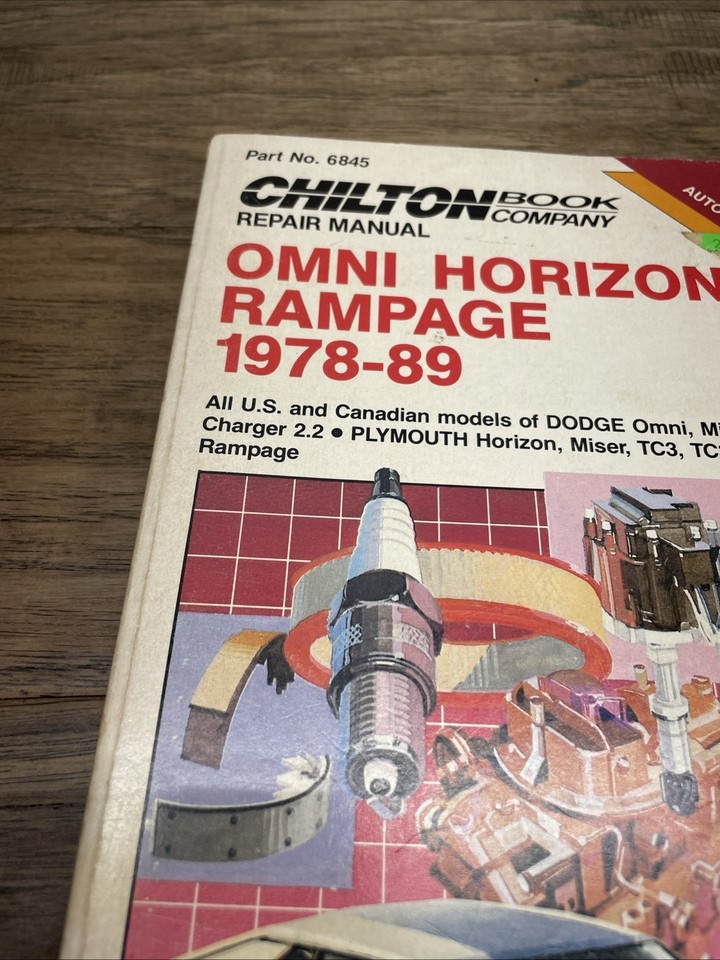 Part No. 6845
CHILTON BOOK COMPANY
REPAIR MANUAL
OMNI HORIZON
RAMPAGE
1978-89
All U.S. and Canadian models of DODGE Omni,
Charger 2.2 ● PLYMOUTH Horizon, Miser, TC3,
Rampage
AUTO